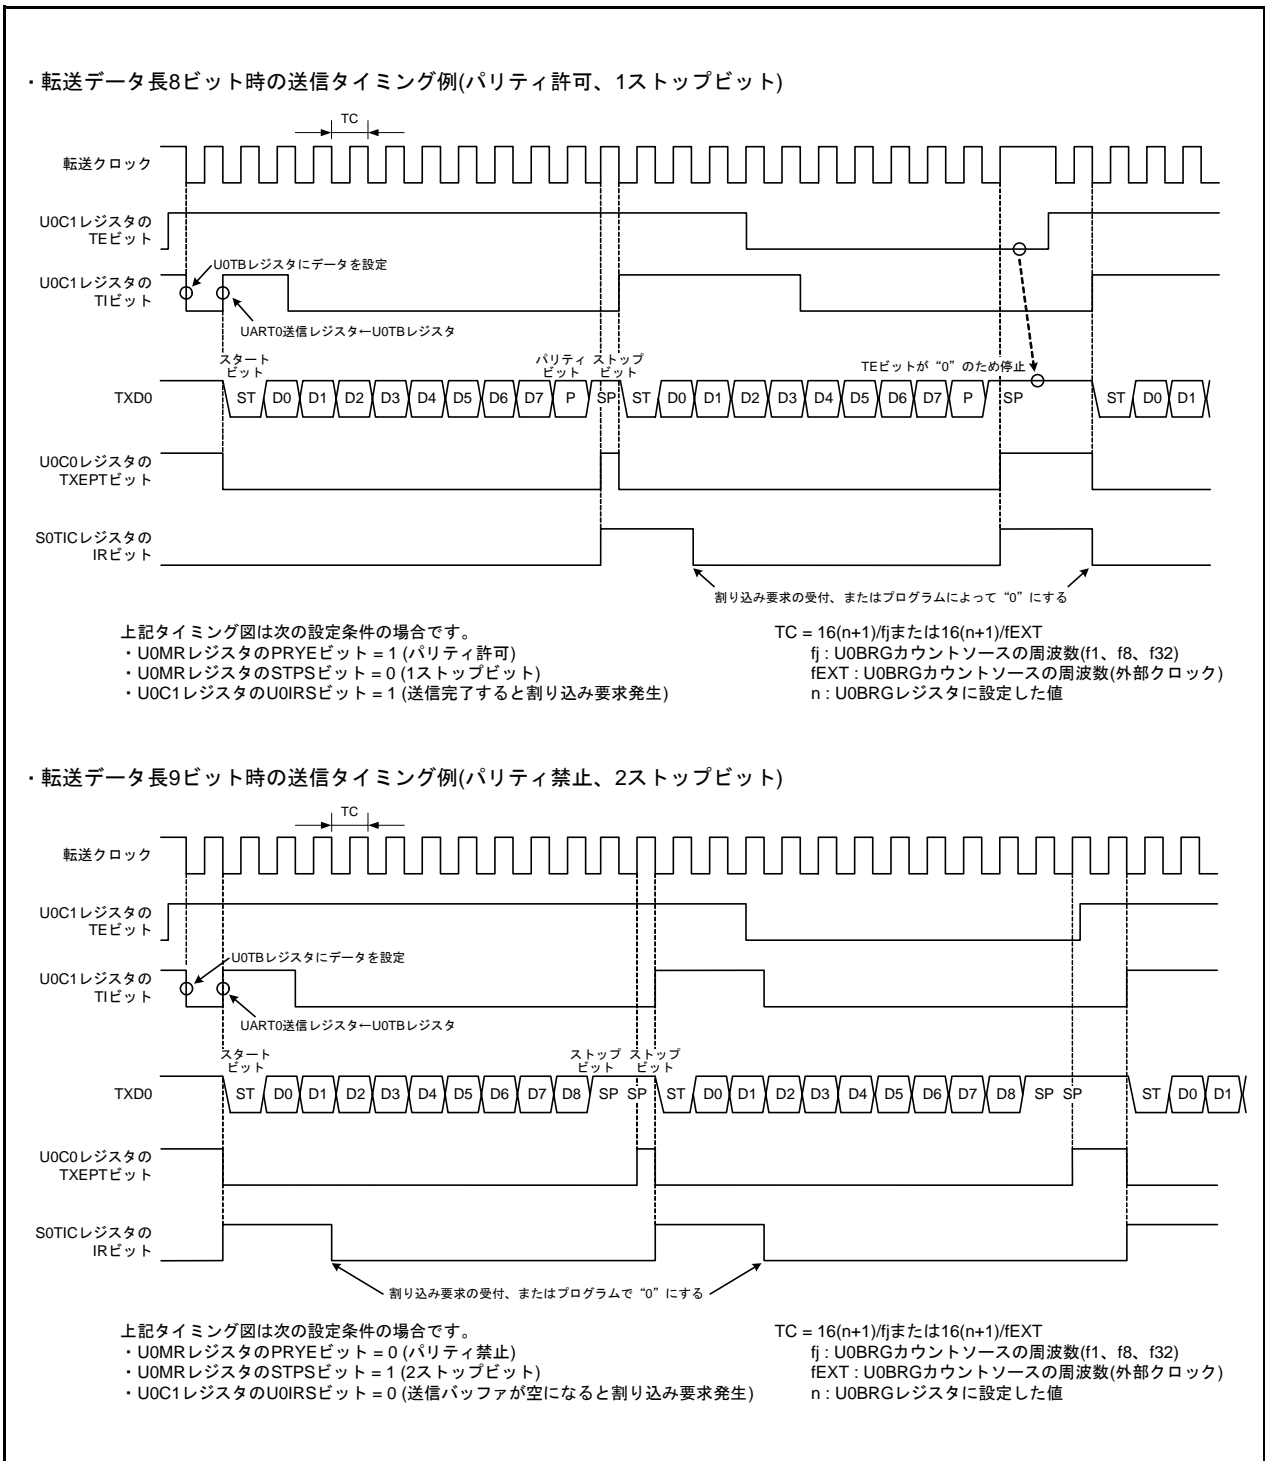 ・転送データ長8ビット時の送信タイミング例(パリティ許可、1ストップビット)
TC
転送クロック
U0C1レジスタの
TEビット
U0TBレジスタにデータを設定
U0C1レジスタの
TIビット
UART0送信レジスタ←U0TBレジスタ
スタート
ビット
パリティ
ビット
ストップ
ビット
TEビットが“0”のため停止
TXD0
ST D0 D1 D2 D3 D4 D5 D6 D7 P SP ST D0 D1 D2 D3 D4 D5 D6 D7 P SP ST D0 D1
U0C0レジスタの
TXEPTビット
S0TICレジスタの
IRビット
割り込み要求の受付、またはプログラムによって“0”にする
上記タイミング図は次の設定条件の場合です。
・U0MRレジスタのPRYEビット = 1 (パリティ許可)
・U0MRレジスタのSTPSビット = 0 (1ストップビット)
・U0C1レジスタのU0IRSビット = 1 (送信完了すると割り込み要求発生)
TC = 16(n+1)/fjまたは16(n+1)/fEXT
fj : U0BRGカウントソースの周波数(f1、f8、f32)
fEXT : U0BRGカウントソースの周波数(外部クロック)
n : U0BRGレジスタに設定した値
・転送データ長9ビット時の送信タイミング例(パリティ禁止、2ストップビット)
TC
転送クロック
U0C1レジスタの
TEビット
U0TBレジスタにデータを設定
U0C1レジスタの
TIビット
UART0送信レジスタ←U0TBレジスタ
スタート
ビット
ストップ
ビット
ストップ
ビット
TXD0
ST D0 D1 D2 D3 D4 D5 D6 D7 D8 SP SP ST D0 D1 D2 D3 D4 D5 D6 D7 D8 SP SP ST D0 D1
U0C0レジスタの
TXEPTビット
S0TICレジスタの
IRビット
割り込み要求の受付、またはプログラムで“0”にする
上記タイミング図は次の設定条件の場合です。
・U0MRレジスタのPRYEビット = 0 (パリティ禁止)
・U0MRレジスタのSTPSビット = 1 (2ストップビット)
・U0C1レジスタのU0IRSビット = 0 (送信バッファが空になると割り込み要求発生)
TC = 16(n+1)/fjまたは16(n+1)/fEXT
fj : U0BRGカウントソースの周波数(f1、f8、f32)
fEXT : U0BRGカウントソースの周波数(外部クロック)
n : U0BRGレジスタに設定した値